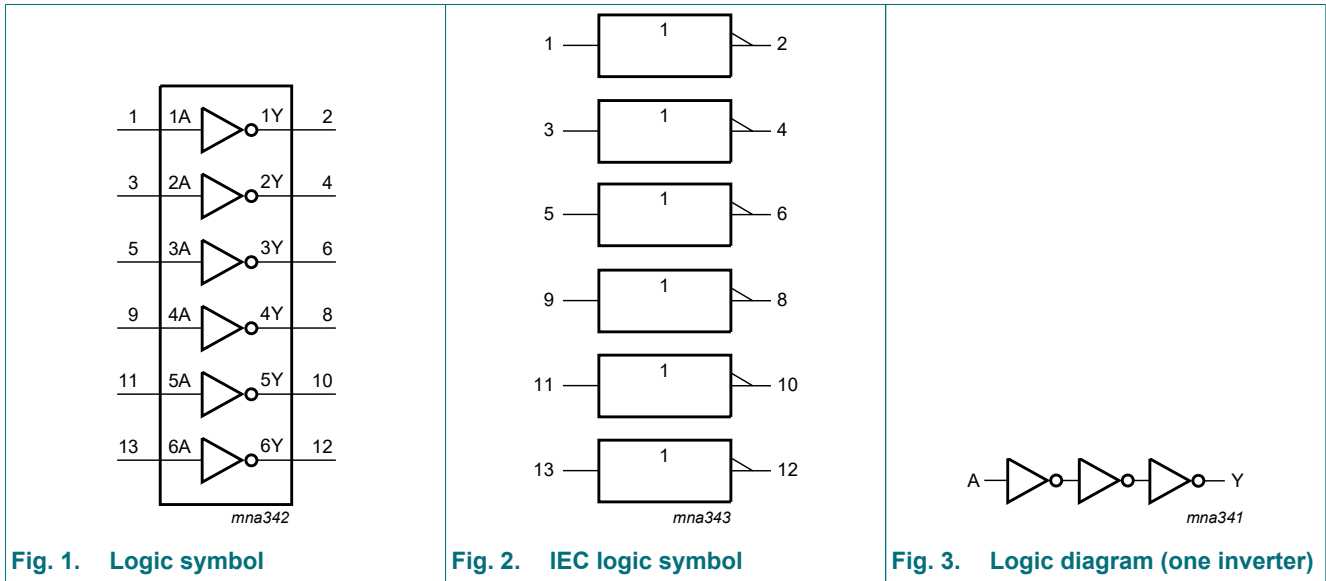 1 1A 1Y 2
3 2A 2Y 4
5 3A 3Y 6
9 4A 4Y 8
11 5A 5Y 10
13 6A 6Y 12
mna342
Fig. 1. Logic symbol
1 1 2
3 1 4
5 1 6
9 1 8
11 1 10
13 1 12
mna343
Fig. 2. IEC logic symbol
A Y
mna341
Fig. 3. Logic diagram (one inverter)